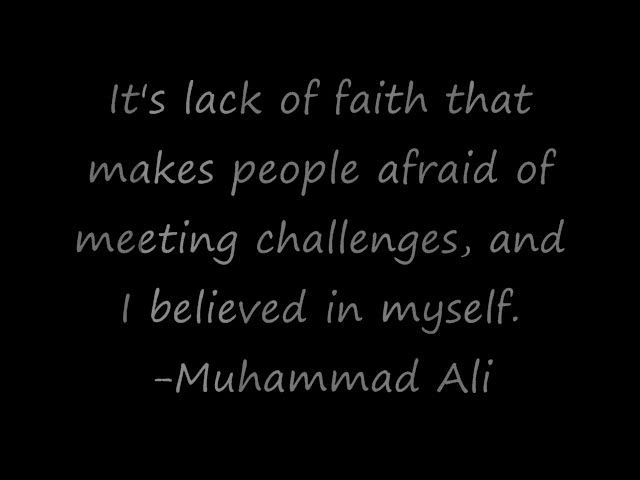 It's lack of faith that
makes people afraid of
meeting challenges, and
I believed in myself.
-Muhammad Ali